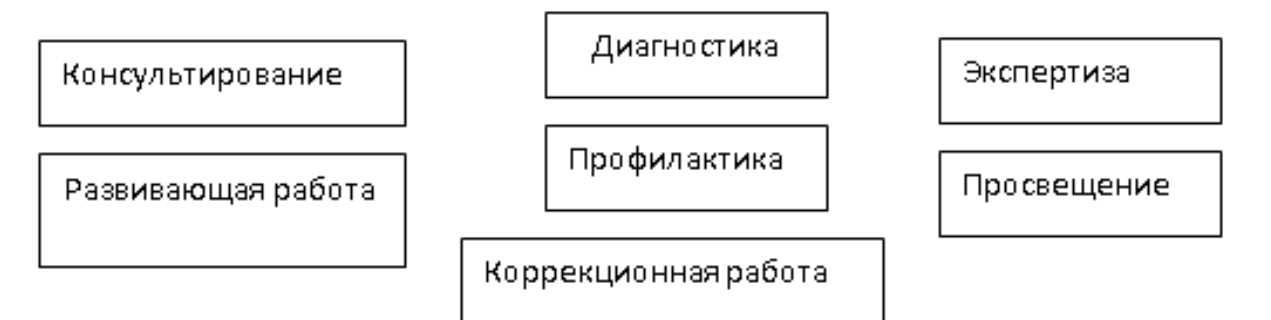 Диагностика
Консультирование
Экспертиза
Профилактика
Развивающая работа
Просвещение
Коррекционная работа